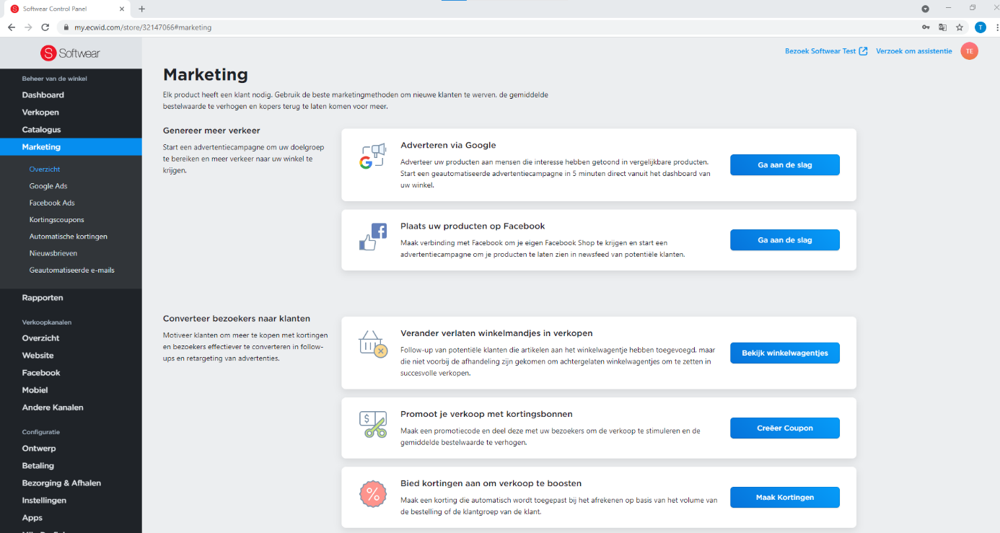 Softwear Control Panel
my.ecwid.com/store/32147066#marketing
T
Softwear
Bezoek Softwear Test
Verzoek om assistentie
TE
Beheer van de winkel
Dashboard
Verkopen
Catalogus
Marketing
Overzicht
Google Ads
Facebook Ads
Kortingscoupons
Automatische kortingen
Nieuwsbrieven
Geautomatiseerde e-mails
Rapporten
Verkoopkanalen
Overzicht
Website
Facebook
Mobiel
Andere Kanalen
Configuratie
Ontwerp
Betaling
Bezorging & Afhalen
Instellingen
Apps
Marketing
Elk product heeft een klant nodig. Gebruik de beste marketingmethoden om nieuwe klanten te werven, de gemiddelde
bestelwaarde te verhogen en kopers terug te laten komen voor meer.
Genereer meer verkeer
Start een advertentiecampagne om uw doelgroep
te bereiken en meer verkeer naar uw winkel te
krijgen.
Adverteren via Google
Adverteer uw producten aan mensen die interesse hebben getoond in vergelijkbare producten.
Start een geautomatiseerde advertentiecampagne in 5 minuten direct vanuit het dashboard van
uw winkel.
Ga aan de slag
Plaats uw producten op Facebook
Maak verbinding met Facebook om je eigen Facebook Shop te krijgen en start een
advertentiecampagne om je producten te laten zien in newsfeed van potentiële klanten.
Ga aan de slag
Converteer bezoekers naar klanten
Motiveer klanten om meer te kopen met kortingen
en bezoekers effectiever te converteren in follow-
ups en retargeting van advertenties.
Verander verlaten winkelmandjes in verkopen
Follow-up van potentiële klanten die artikelen aan het winkelwagentje hebben toegevoegd, maar
die niet voorbij de afhandeling zijn gekomen om achtergelaten winkelwagentjes om te zetten in
succesvolle verkopen.
Bekijk winkelwagentjes
Promoot je verkoop met kortingsbonnen
Maak een promotiecode en deel deze met uw bezoekers om de verkoop te stimuleren en de
gemiddelde bestelwaarde te verhogen.
Creëer Coupon
Bied kortingen aan om verkoop te boosten
Maak een korting die automatisch wordt toegepast bij het afrekenen op basis van het volume van
de bestelling of de klantgroep van de klant.
Maak Kortingen